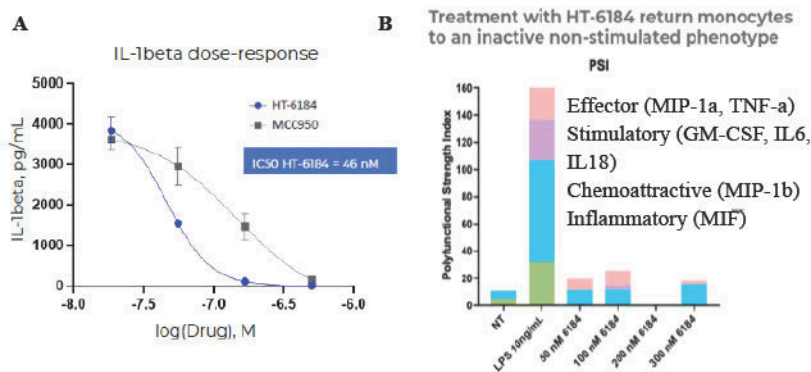 A
IL-1beta dose-response
5000
4000
3000
2000
1000
0
IL-1beta, pg/mL
HT-6184
MCC950
IC50 HT-6184 = 46 nM
-8.0 -7.5 -7.0 -6.5 -6.0
log(Drug), M
B
Treatment with HT-6184 return monocytes
to an inactive non-stimulated phenotype
PSI
160
140
120
100
80
60
40
20
0
Polyfunctional Strength Index
Effector (MIP-1a, TNF-a)
Stimulatory (GM-CSF, IL6,
IL18)
Chemoattractive (MIP-1b)
Inflammatory (MIF)
NT
LPS 10ng/mL
50 nM 6184
100 nM 6184
200 nM 6184
300 nM 6184